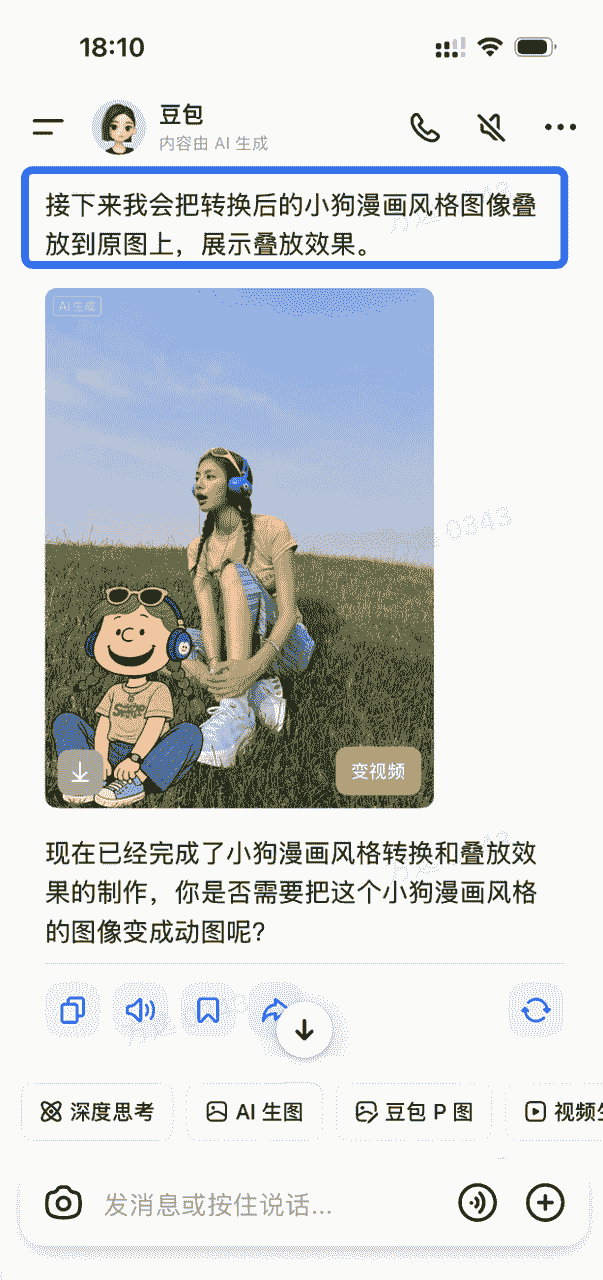 18:10
豆包
内容由 AI 生成
接下来我会把转换后的小狗漫画风格图像叠
放到原图上，展示叠放效果。
AI 生成
变视频
现在已经完成了小狗漫画风格转换和叠放效
果的制作，你是否需要把这个小狗漫画风格
的图像变成动图呢？
深度思考
AI 生图
豆包 P 图
视频
发消息或按住说话...
0343